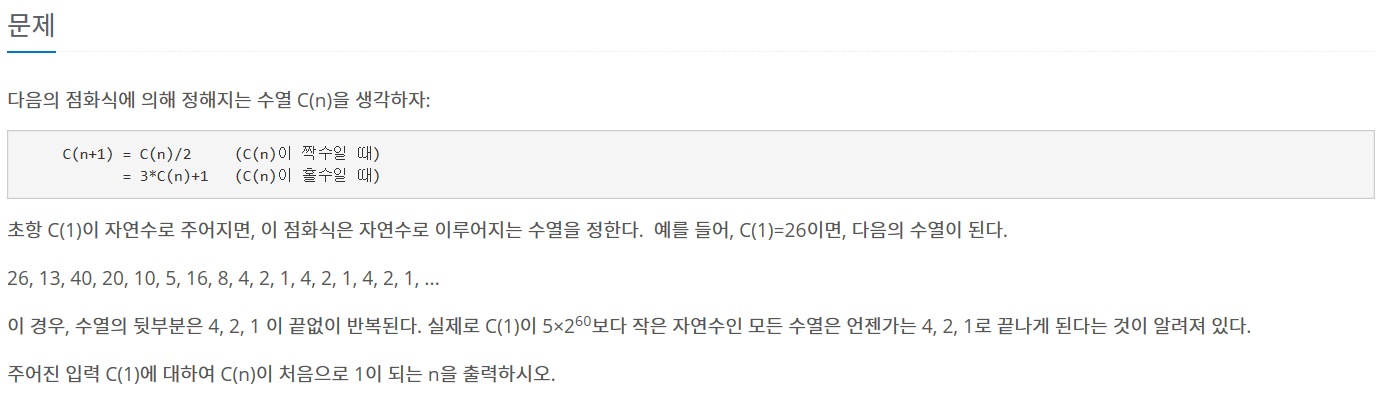 문제
다음의 점화식에 의해 정해지는 수열 C(n)을 생각하자:
C(n+1) = C(n)/2 (C(n)이 짝수일 때)
= 3*C(n)+1 (C(n)이 홀수일 때)
초항 C(1)이 자연수로 주어지면, 이 점화식은 자연수로 이루어지는 수열을 정한다. 예를 들어, C(1)=26이면, 다음의 수열이 된다.
26, 13, 40, 20, 10, 5, 16, 8, 4, 2, 1, 4, 2, 1, 4, 2, 1, ...
이 경우, 수열의 뒷부분은 4, 2, 1 이 끝없이 반복된다. 실제로 C(1)이 5×2⁶⁰보다 작은 자연수인 모든 수열은 언젠가는 4, 2, 1로 끝나게 된다는 것이 알려져 있다.
주어진 입력 C(1)에 대하여 C(n)이 처음으로 1이 되는 n을 출력하시오.